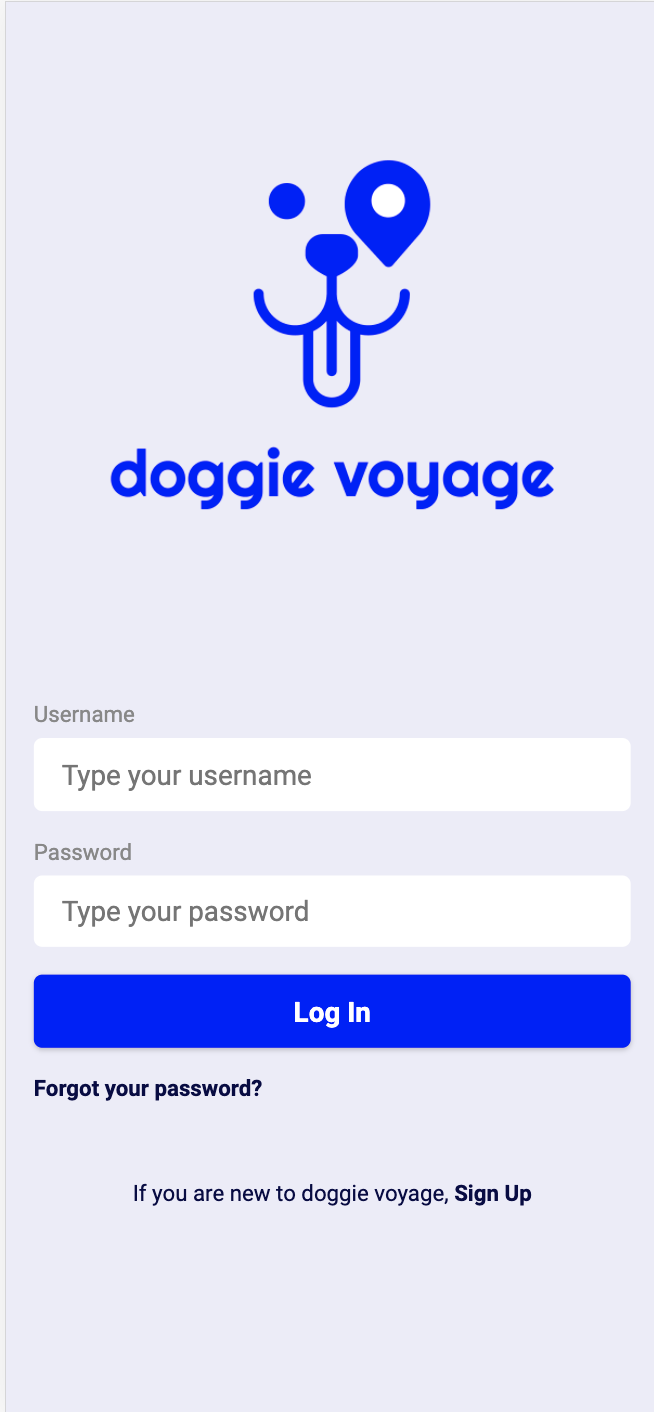 doggie voyage
Username
Type your username
Password
Type your password
Log In
Forgot your password?
If you are new to doggie voyage, Sign Up